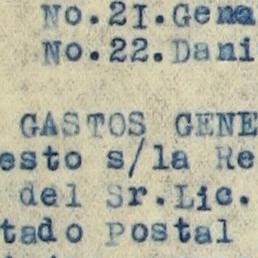 No.21.Gena
No.22.Dani
GASTOS GENE
esto s/la Re
del Sr.Lic.
tado Postal